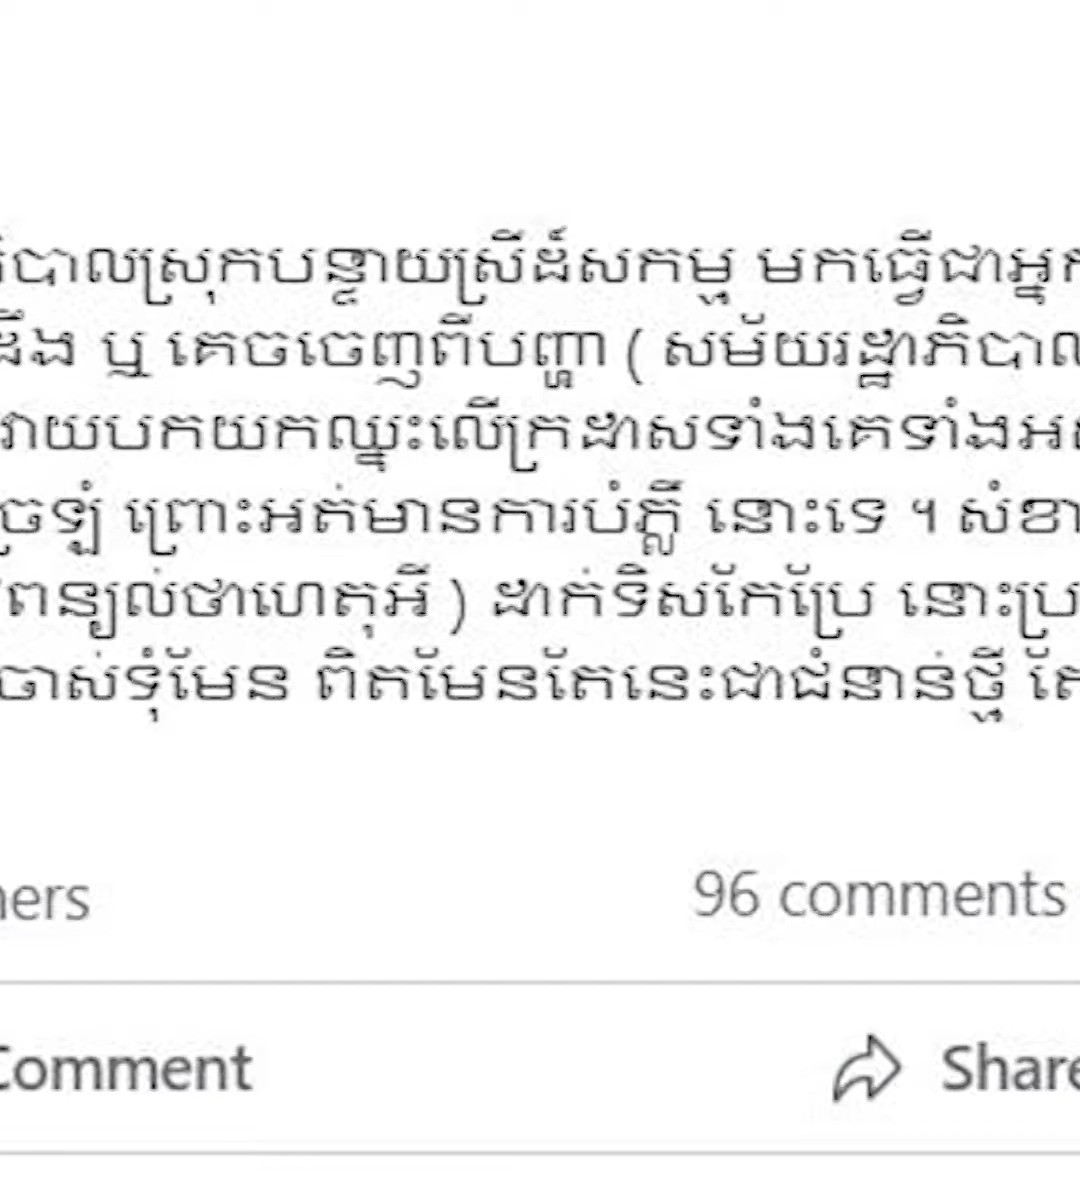 ិបាលស្រុកបន្ទាយស្រីដ៍សកម្ម មកធ្វើជាអ្នក
ដឹង ឬ គេចចេញពីបញ្ហា ( សម័យរដ្ឋាភិបាល
វាយបកយកឈ្នះលើក្រដាសទាំងគេទាំងអស
ច្រឡំ ព្រោះអត់មានការបំភ្លឺ នោះទេ ។ សំខា
ពន្យល់ថាហេតុអី ) ដាក់ទិសកែប្រែ នោះប្រ
ចាស់ទុំមែន ពិតមែនតែនេះជាជំនាន់ថ្មី តែ
hers
96 comments
Comment
Share